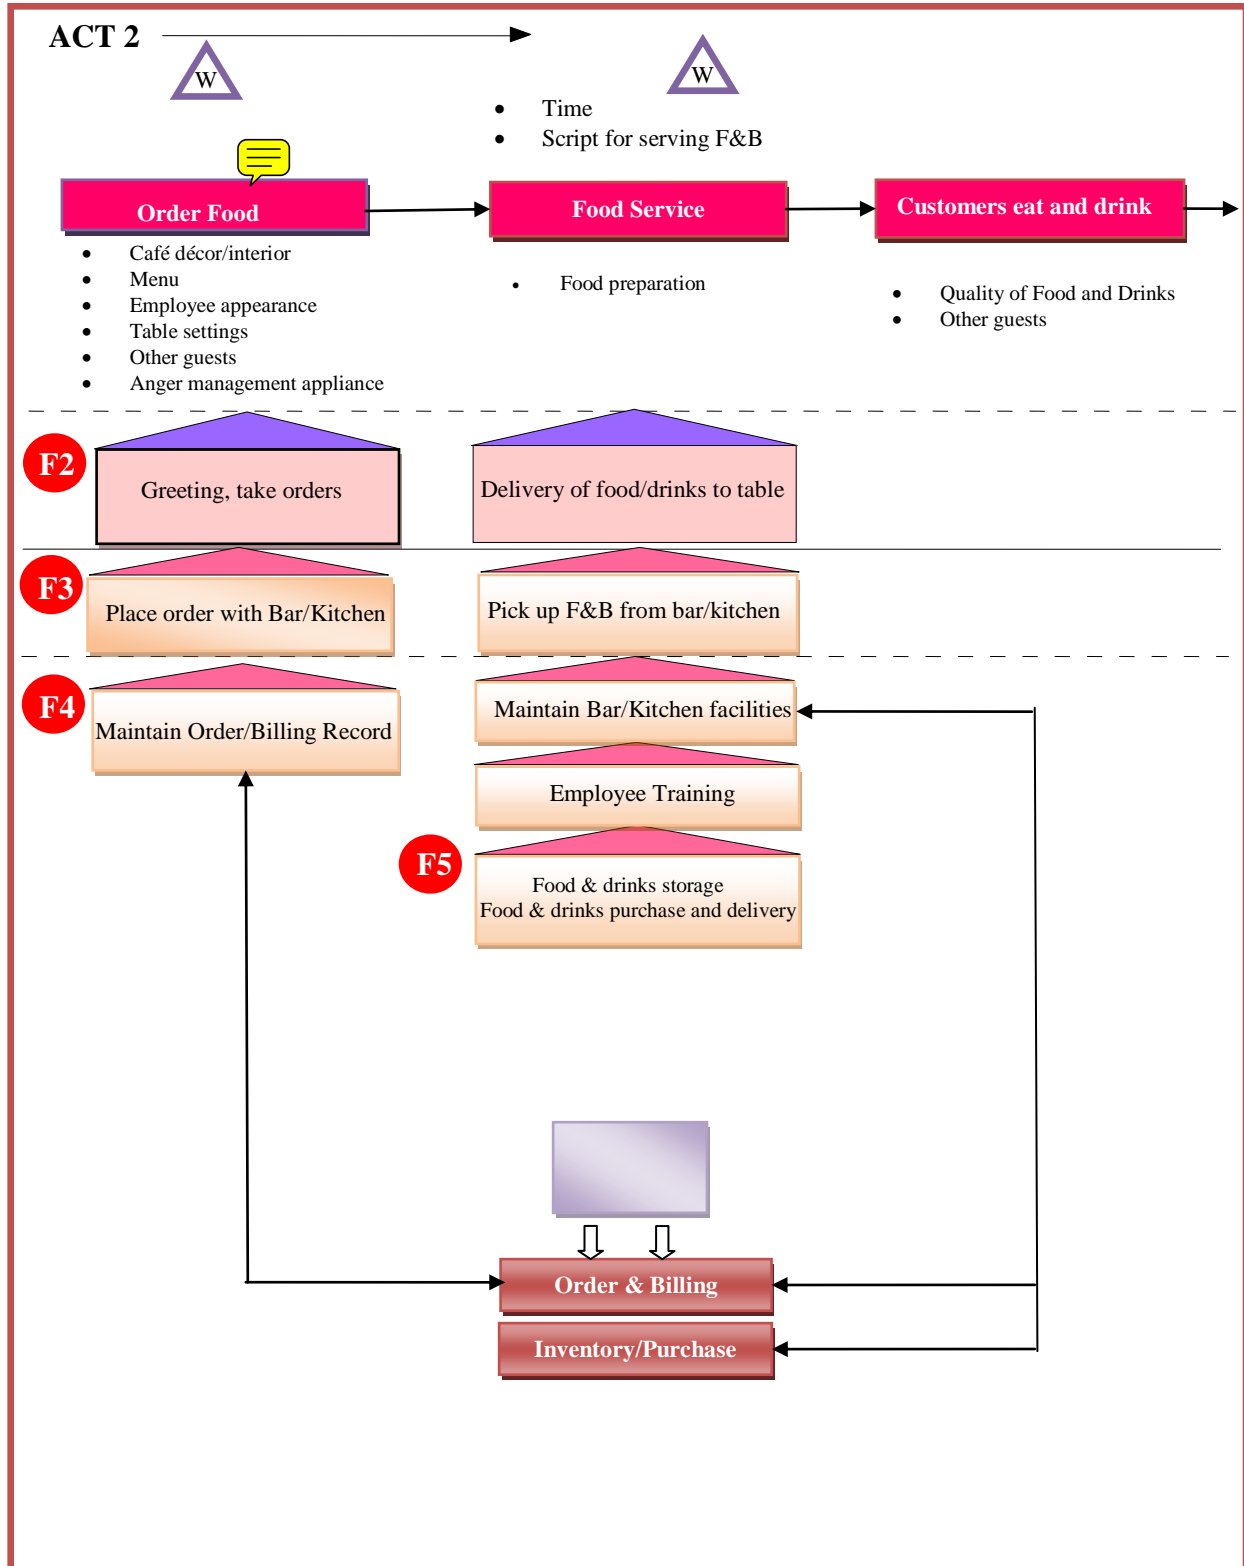 ACT 2
W
W
• Time
• Script for serving F&B
Order Food
Food Service
Customers eat and drink
• Café décor/interior
• Menu
• Employee appearance
• Table settings
• Other guests
• Anger management appliance
• Food preparation
• Quality of Food and Drinks
• Other guests
F2
Greeting, take orders
Delivery of food/drinks to table
F3
Place order with Bar/Kitchen
Pick up F&B from bar/kitchen
F4
Maintain Order/Billing Record
Maintain Bar/Kitchen facilities
Employee Training
F5
Food & drinks storage
Food & drinks purchase and delivery
Order & Billing
Inventory/Purchase